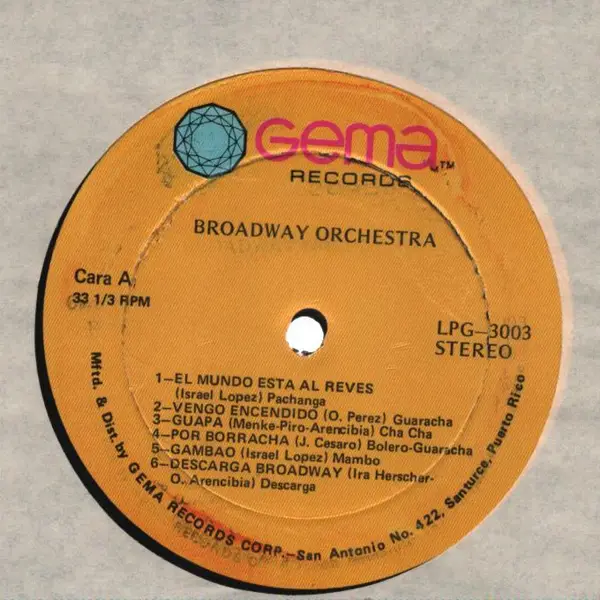 Gema™
RECORDS
BROADWAY ORCHESTRA
Cara A
33 1/3 RPM
LPG-3003
STEREO
1-EL MUNDO ESTA AL REVES
(Israel Lopez) Pachanga
2-VENGO ENCENDIDO (O. Perez) Guaracha
3-GUAPA (Menke-Piro-Arencibia) Cha Cha
4-POR BORRACHA (J. Cesaro) Bolero-Guaracha
5-GAMBAO (Israel Lopez) Mambo
6-DESCARGA BROADWAY (Ira Herscher-
O. Arencibia) Descarga
Mftd. & Dist. by GEMA RECORDS CORP.-San Antonio No. 422, Santurce, Puerto Rico